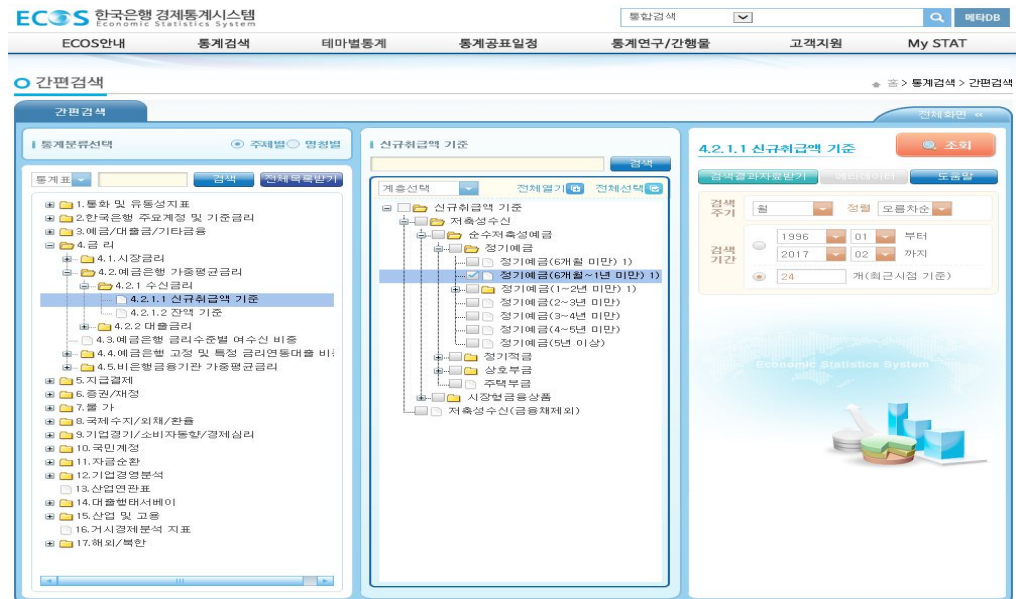 ECOS 한국은행 경제통계시스템
Economic Statistics System
통합검색
메타DB
ECOS안내 통계검색 테마별통계 통계공표일정 통계연구/간행물 고객지원 My STAT
간편검색
홈 > 통계검색 > 간편검색
간편검색
전체화면 «
통계분류선택 주제별 명칭별
통계표 검색 전체목록받기
1.통화 및 유동성지표
2.한국은행 주요계정 및 기준금리
3.예금/대출금/기타금융
4.금 리
4.1.시장금리
4.2.예금은행 가중평균금리
4.2.1 수신금리
4.2.1.1 신규취급액 기준
4.2.1.2 잔액 기준
4.2.2 대출금리
4.3.예금은행 금리수준별 여수신 비중
4.4.예금은행 고정 및 특정 금리연동대출 비
4.5.비은행금융기관 가중평균금리
5.지급결제
6.증권/재정
7.물 가
8.국제수지/외채/환율
9.기업경기/소비자동향/경제심리
10.국민계정
11.자금순환
12.기업경영분석
13.산업연관표
14.대출행태서베이
15.산업 및 고용
16.거시경제분석 지표
17.해외/북한
신규취급액 기준
검색
계층선택 전체열기 전체선택
신규취급액 기준
저축성수신
순수저축성예금
정기예금
정기예금(6개월 미만) 1)
정기예금(6개월~1년 미만) 1)
정기예금(1~2년 미만) 1)
정기예금(2~3년 미만)
정기예금(3~4년 미만)
정기예금(4~5년 미만)
정기예금(5년 이상)
정기적금
상호부금
주택부금
시장형금융상품
저축성수신(금융채제외)
4.2.1.1 신규취급액 기준
조회
검색결과자료받기 메타데이터 도움말
검색주기 월 정렬 오름차순
검색기간 1996 01 부터
2017 02 까지
24 개(최근시점 기준)
Economic Statistics System